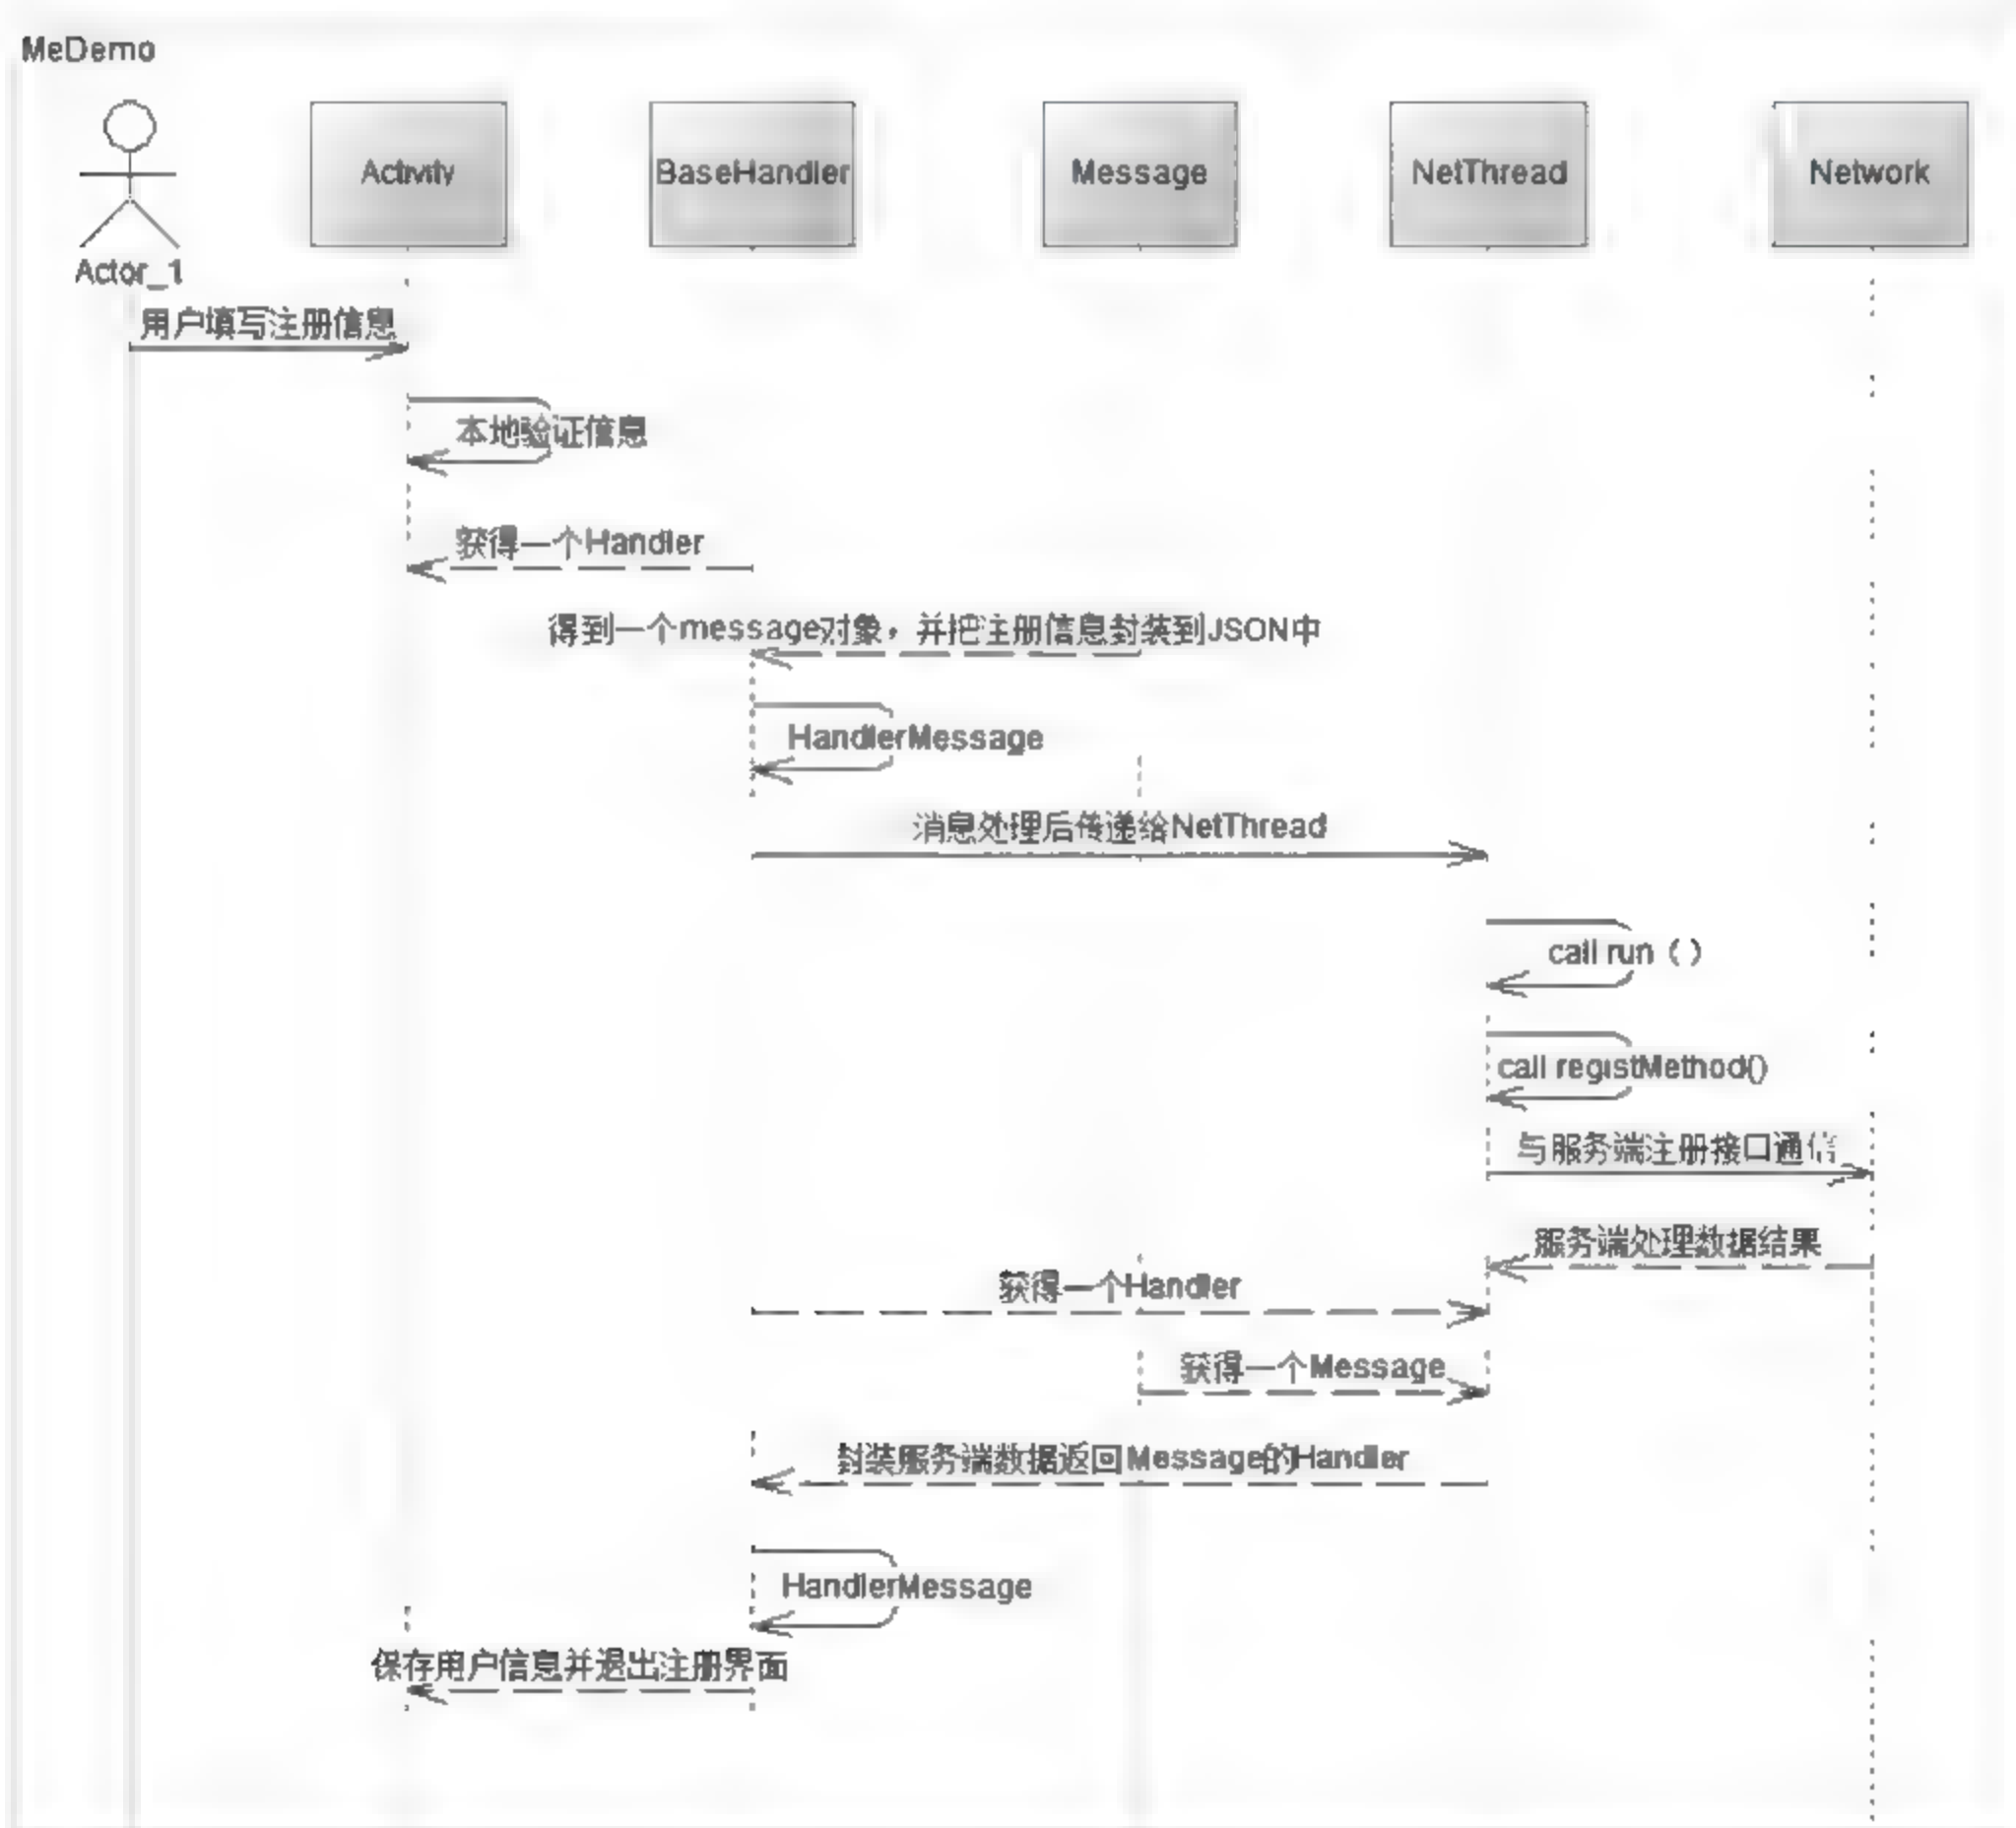 MeDemo
Activity
BaseHandler
Message
NetThread
Network
Actor_1
用户填写注册信息
本地验证信息
获得一个Handler
得到一个message对象，并把注册信息封装到JSON中
HandlerMessage
消息处理后传递给NetThread
call run（）
call registMethod()
与服务端注册接口通信
服务端处理数据结果
获得一个Handler
获得一个Message
封装服务端数据返回Message的Handler
HandlerMessage
保存用户信息并退出注册界面